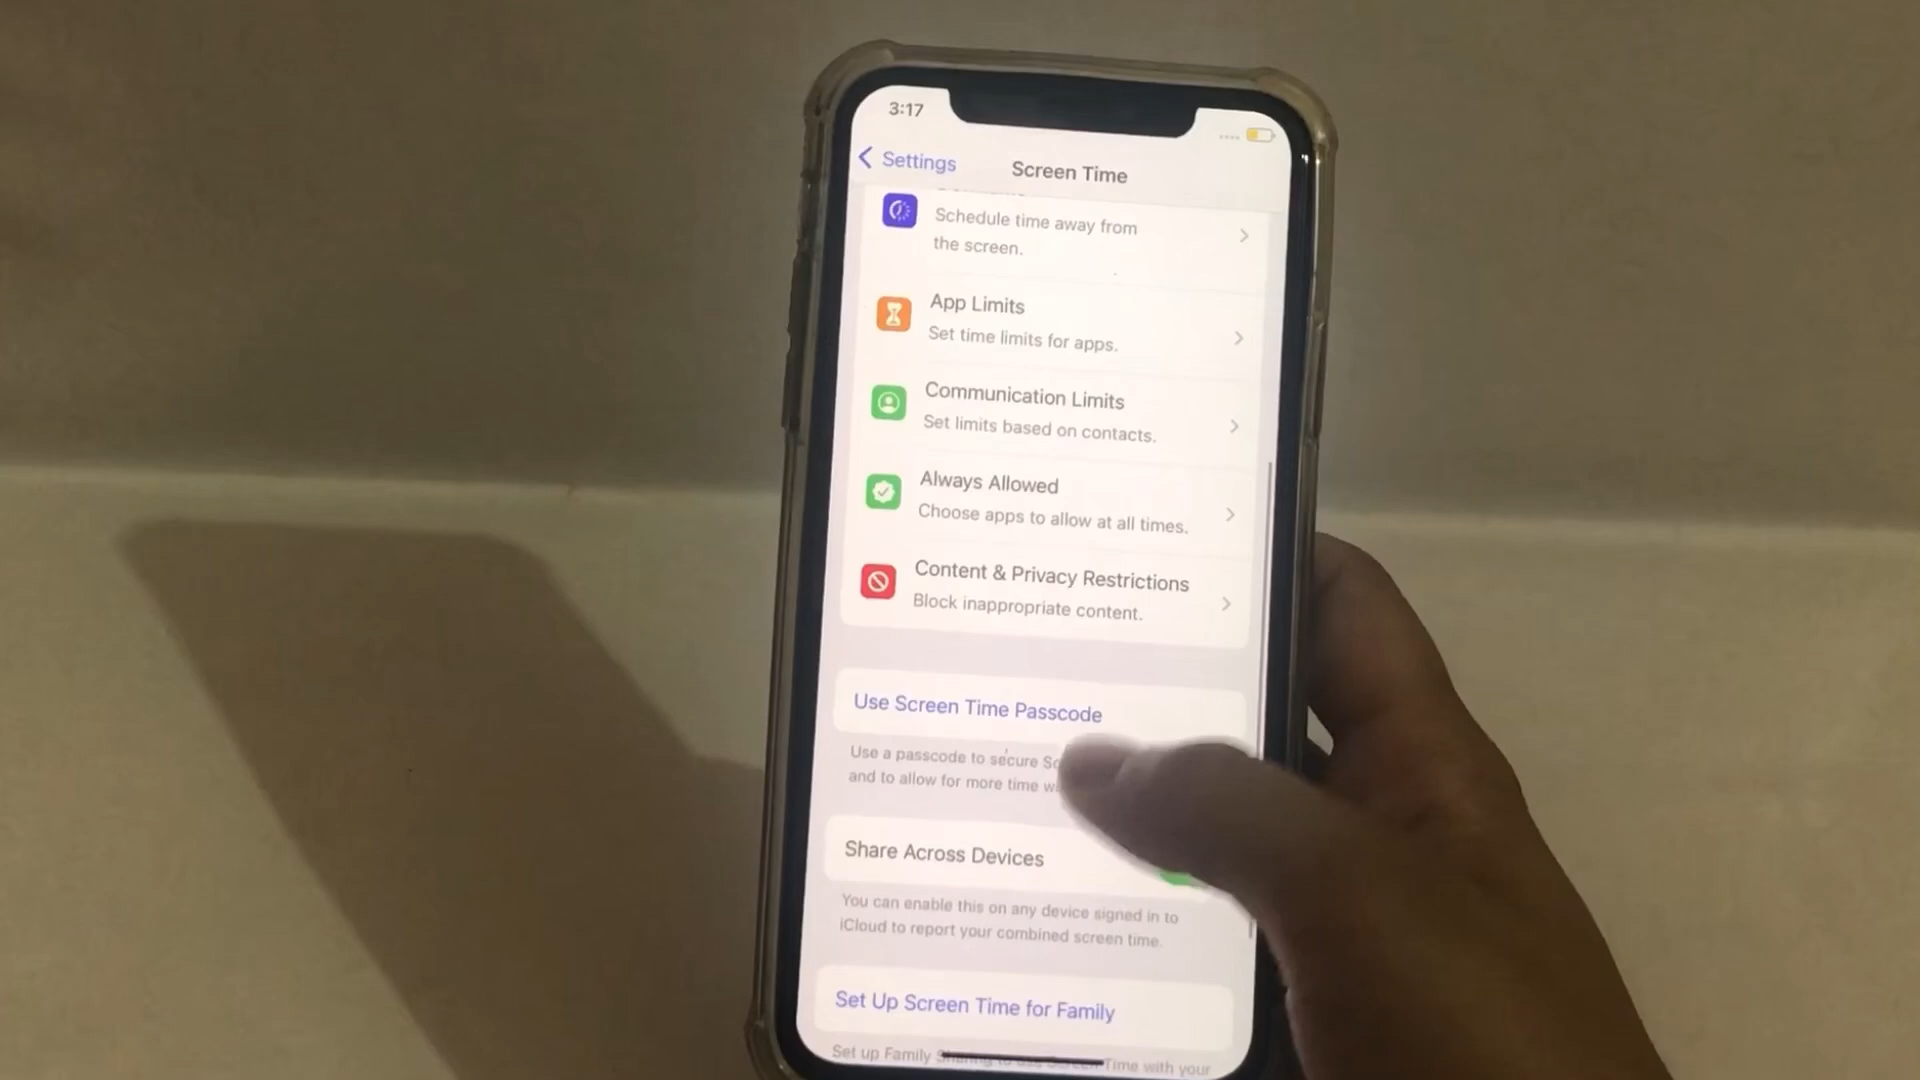 3:17
Settings
Screen Time
Schedule time away from
the screen.
App Limits
Set time limits for apps.
Communication Limits
Set limits based on contacts.
Always Allowed
Choose apps to allow at all times.
Content & Privacy Restrictions
Block inappropriate content.
Use Screen Time Passcode
Use a passcode to secure
and to allow for more time
Share Across Devices
You can enable this on any device signed in to
iCloud to report your combined screen time.
Set Up Screen Time for Family
Set up Family Sharing to use Screen Time with your